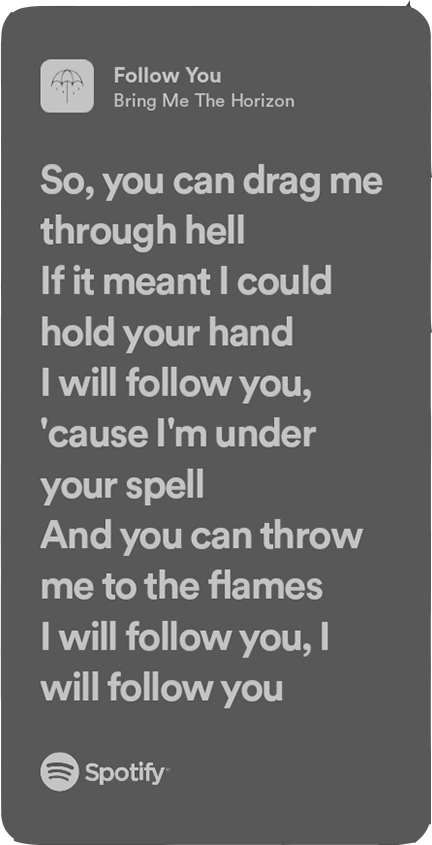 Follow You
Bring Me The Horizon
So, you can drag me
through hell
If it meant I could
hold your hand
I will follow you,
'cause I'm under
your spell
And you can throw
me to the flames
I will follow you, I
will follow you
Spotify